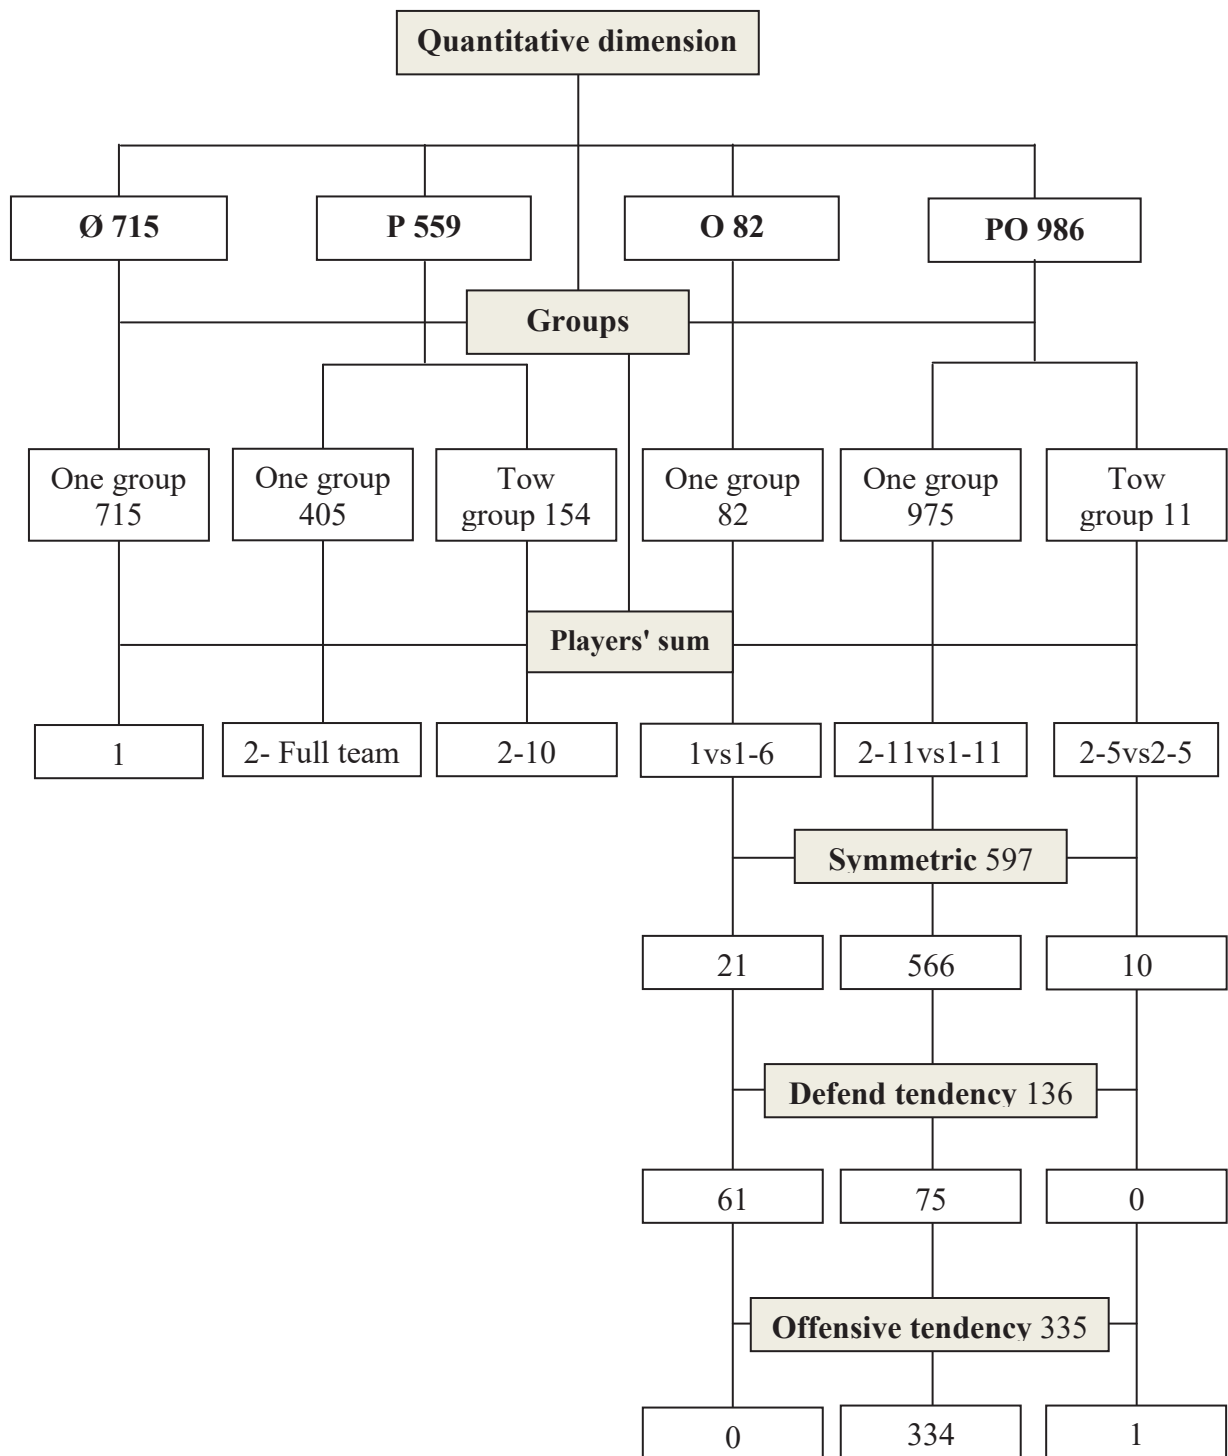 Quantitative dimension
Ø 715
P 559
O 82
PO 986
Groups
One group
715
One group
405
Tow
group 154
One group
82
One group
975
Tow
group 11
Players' sum
1
2- Full team
2-10
1vs1-6
2-11vs1-11
2-5vs2-5
Symmetric 597
21
566
10
Defend tendency 136
61
75
0
Offensive tendency 335
0
334
1